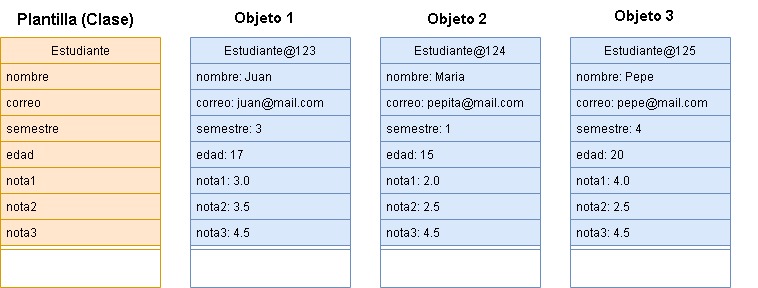 Plantilla (Clase)
Estudiante
nombre
correo
semestre
edad
nota1
nota2
nota3
Objeto 1
Estudiante@123
nombre: Juan
correo: juan@mail.com
semestre: 3
edad: 17
nota1: 3.0
nota2: 3.5
nota3: 4.5
Objeto 2
Estudiante@124
nombre: Maria
correo: pepita@mail.com
semestre: 1
edad: 15
nota1: 2.0
nota2: 2.5
nota3: 4.5
Objeto 3
Estudiante@125
nombre: Pepe
correo: pepe@mail.com
semestre: 4
edad: 20
nota1: 4.0
nota2: 2.5
nota3: 4.5